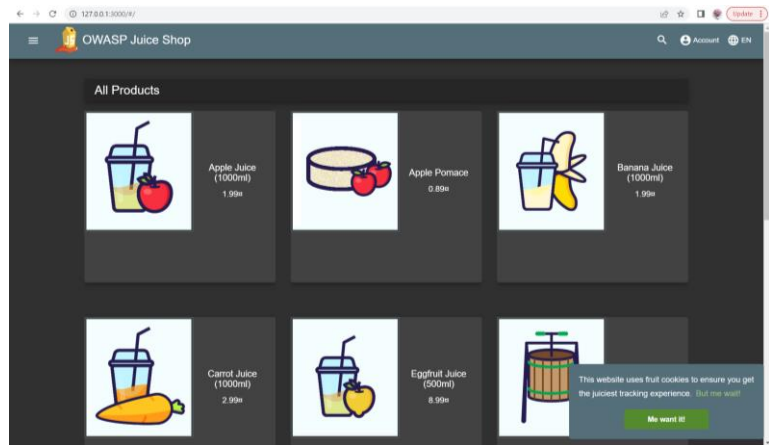 127.0.0.1:3000/#/
Update
OWASP Juice Shop
Account
EN
All Products
Apple Juice
(1000ml)
1.99¤
Apple Pomace
0.89¤
Banana Juice
(1000ml)
1.99¤
Carrot Juice
(1000ml)
2.99¤
Eggfruit Juice
(500ml)
8.99¤
This website uses fruit cookies to ensure you get
the juiciest tracking experience. But me wait!
Me want it!